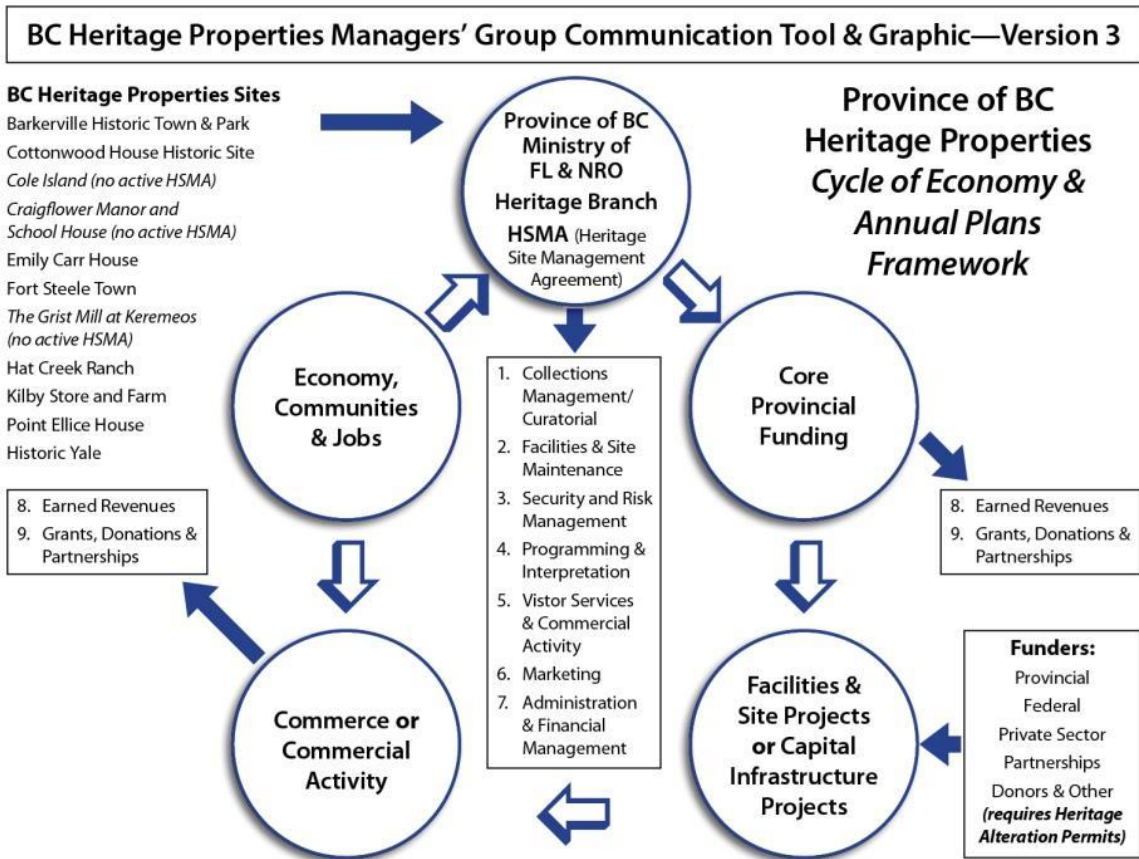 BC Heritage Properties Managers' Group Communication Tool & Graphic—Version 3
BC Heritage Properties Sites
Barkerville Historic Town & Park
Cottonwood House Historic Site
Cole Island (no active HSMA)
Craigflower Manor and
School House (no active HSMA)
Emily Carr House
Fort Steele Town
The Grist Mill at Keremeos
(no active HSMA)
Hat Creek Ranch
Kilby Store and Farm
Point Ellice House
Historic Yale
Province of BC
Ministry of
FL & NRO
Heritage Branch
HSMA (Heritage
Site Management
Agreement)
Province of BC
Heritage Properties
Cycle of Economy &
Annual Plans
Framework
Economy,
Communities
& Jobs
1. Collections
Management/
Curatorial
2. Facilities & Site
Maintenance
3. Security and Risk
Management
4. Programming &
Interpretation
5. Vistor Services
& Commercial
Activity
6. Marketing
7. Administration
& Financial
Management
Core
Provincial
Funding
8. Earned Revenues
9. Grants, Donations &
Partnerships
8. Earned Revenues
9. Grants, Donations &
Partnerships
Commerce or
Commercial
Activity
Facilities &
Site Projects
or Capital
Infrastructure
Projects
Funders:
Provincial
Federal
Private Sector
Partnerships
Donors & Other
(requires Heritage
Alteration Permits)